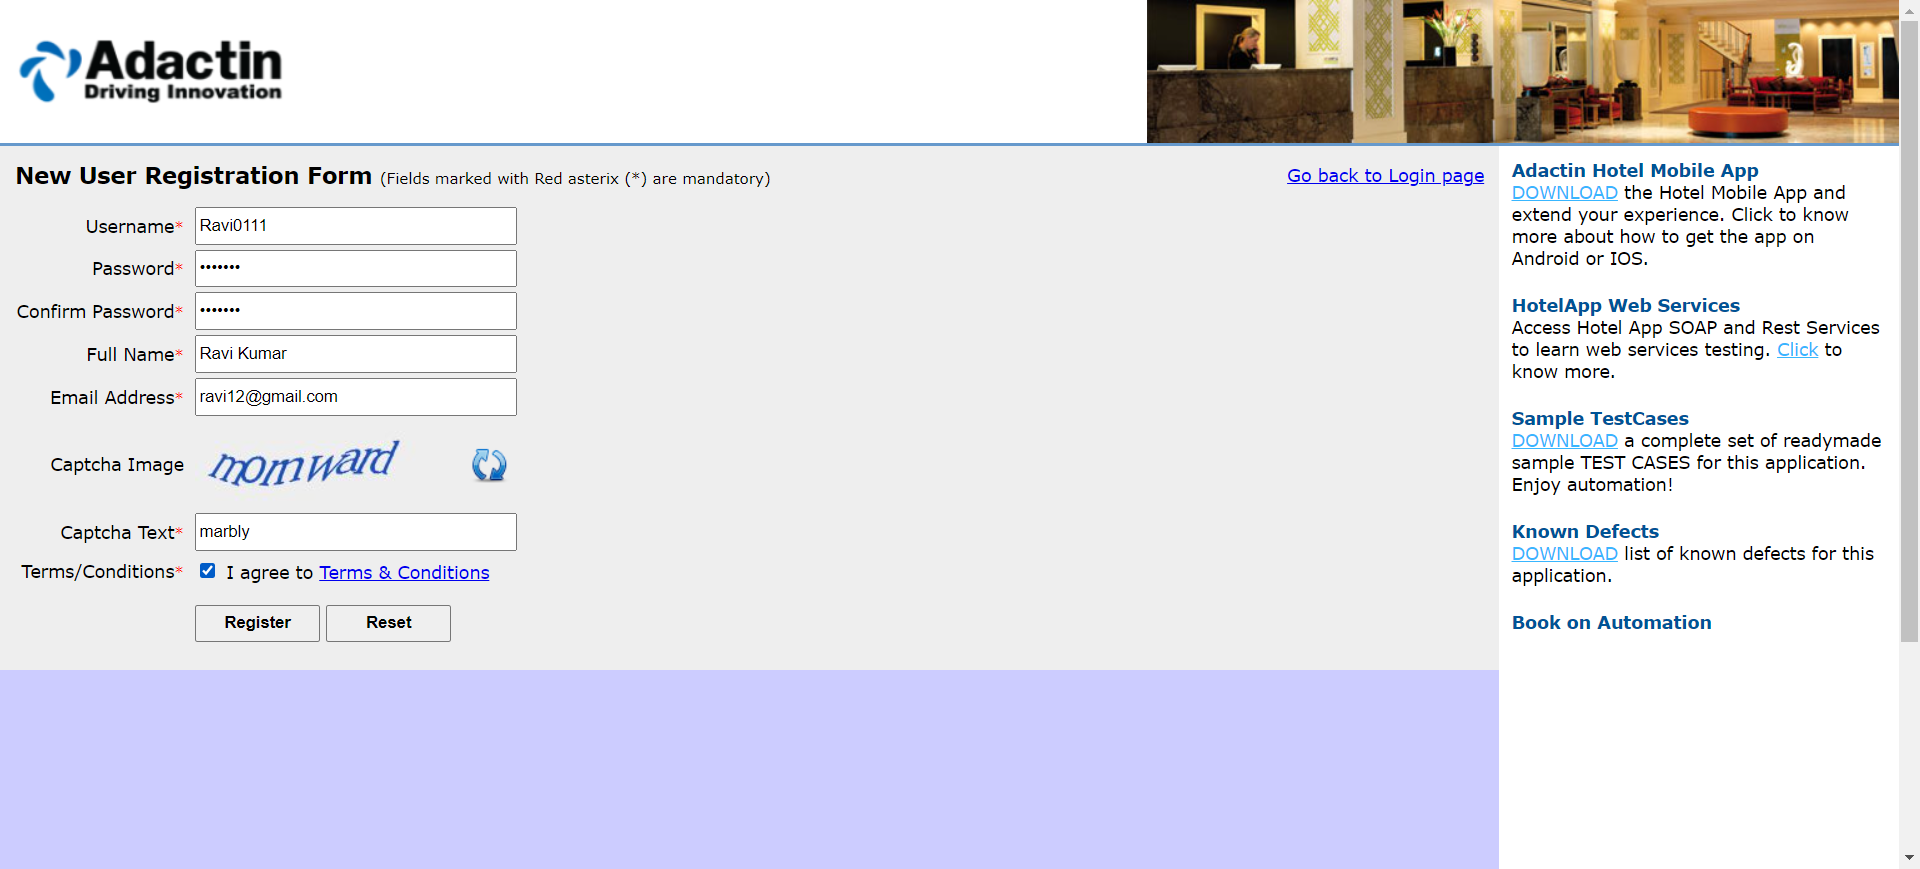 Adactin
Driving Innovation
New User Registration Form (Fields marked with Red asterix (*) are mandatory)
Go back to Login page
Username* Ravi0111
Password* •••••••
Confirm Password* •••••••
Full Name* Ravi Kumar
Email Address* ravi12@gmail.com
Captcha Image momward
Captcha Text* marbly
Terms/Conditions* I agree to Terms & Conditions
Register Reset
Adactin Hotel Mobile App
DOWNLOAD the Hotel Mobile App and
extend your experience. Click to know
more about how to get the app on
Android or IOS.
HotelApp Web Services
Access Hotel App SOAP and Rest Services
to learn web services testing. Click to
know more.
Sample TestCases
DOWNLOAD a complete set of readymade
sample TEST CASES for this application.
Enjoy automation!
Known Defects
DOWNLOAD list of known defects for this
application.
Book on Automation